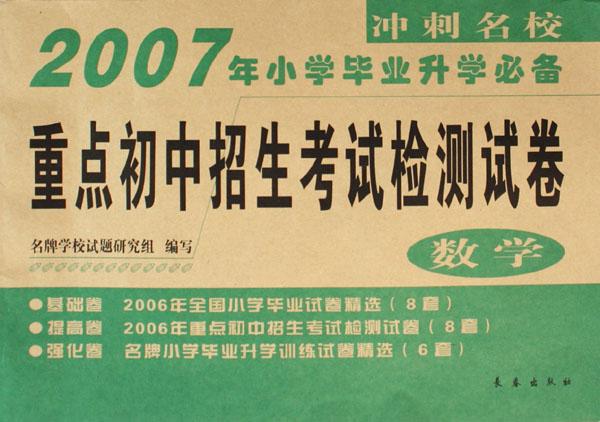 冲刺名校
2007年小学毕业升学必备
重点初中招生考试检测试卷
名牌学校试题研究组 编写
数学
●基础卷 2006年全国小学毕业试卷精选(8套)
●提高卷 2006年重点初中招生考试检测试卷(8套)
●强化卷 名牌小学毕业升学训练试卷精选(6套)
长春出版社